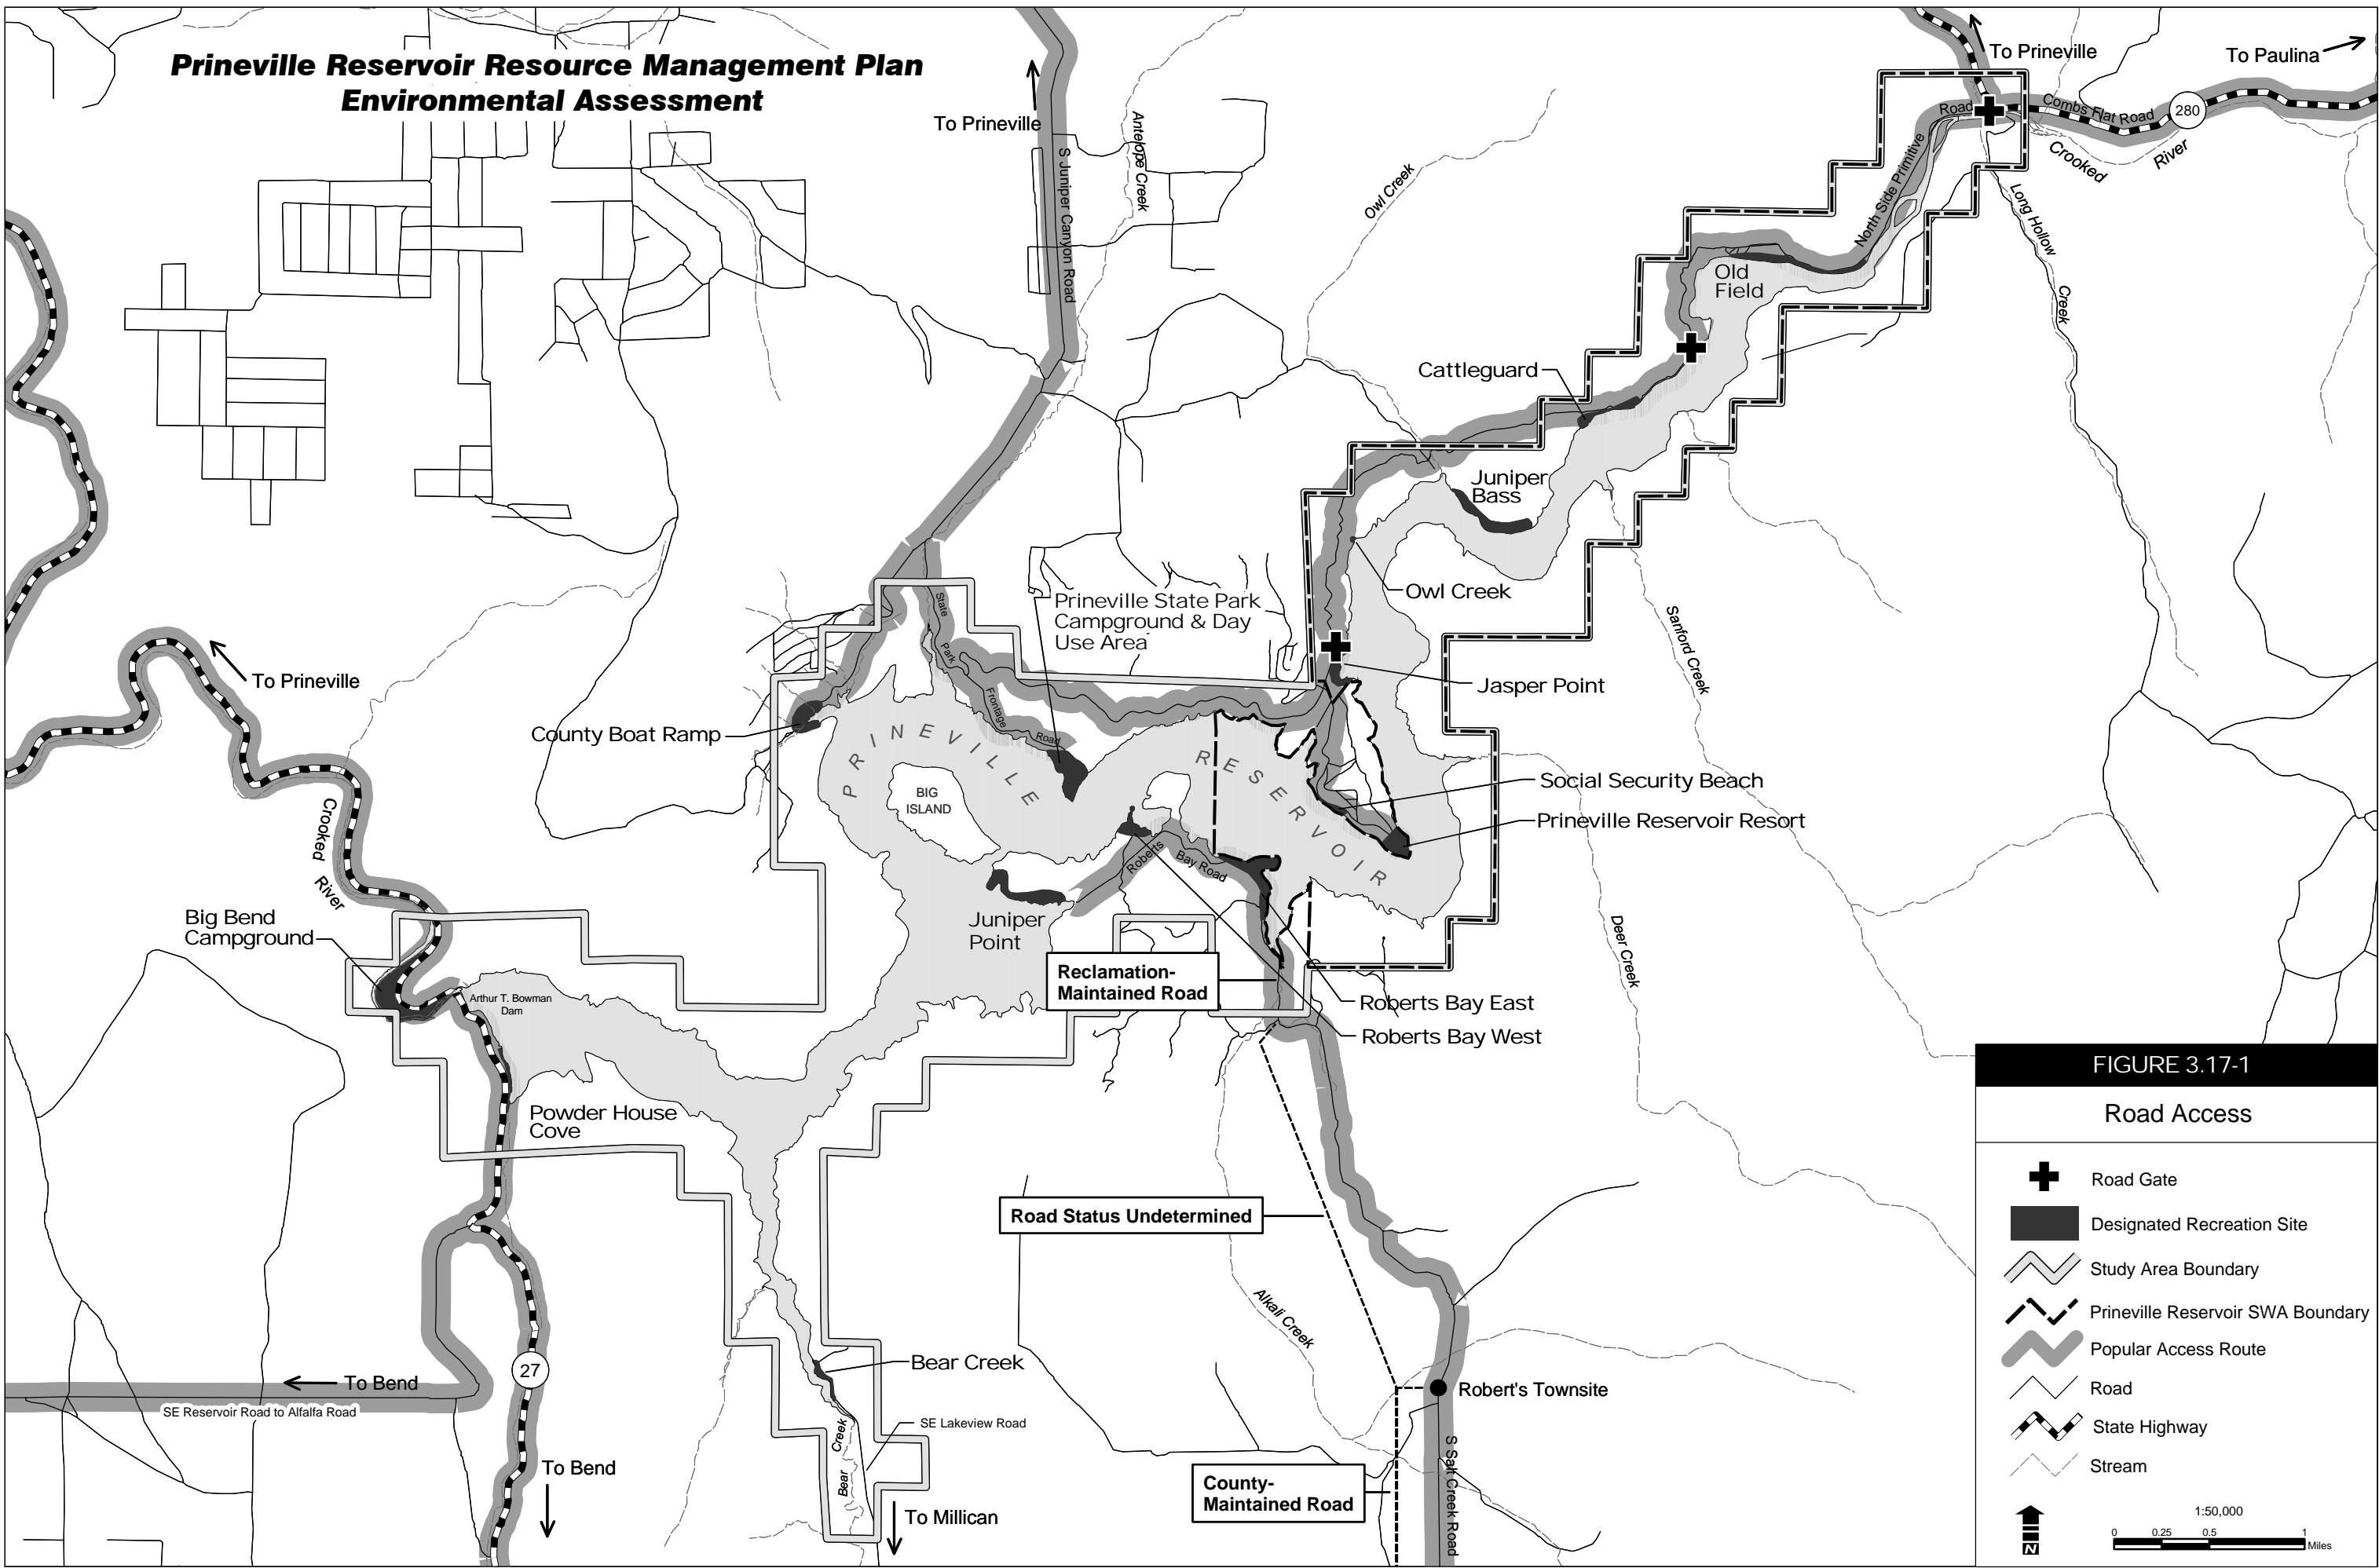 Prineville Reservoir Resource Management Plan
Environmental Assessment
To Prineville
S Juniper Canyon Road
Antelope Creek
Owl Creek
To Prineville
To Paulina
Road
Combs Flat Road
280
Crooked
River
North Side Primitive
Long Hollow
Creek
Old
Field
Cattleguard
Juniper
Bass
Owl Creek
Sanford Creek
Prineville State Park
Campground & Day
Use Area
State
Park
Frontage
Road
Jasper Point
To Prineville
County Boat Ramp
PRINEVILLE
RESERVOIR
BIG
ISLAND
Social Security Beach
Prineville Reservoir Resort
Crooked
River
Roberts
Bay Road
Juniper
Point
Big Bend
Campground
Arthur T. Bowman
Dam
Deer Creek
Reclamation-
Maintained Road
Roberts Bay East
Roberts Bay West
Powder House
Cove
Road Status Undetermined
Alkali Creek
Bear Creek
27
To Bend
SE Reservoir Road to Alfalfa Road
Robert's Townsite
SE Lakeview Road
Creek
Bear
To Bend
To Millican
County-
Maintained Road
S Salt Creek Road
FIGURE 3.17-1
Road Access
Road Gate
Designated Recreation Site
Study Area Boundary
Prineville Reservoir SWA Boundary
Popular Access Route
Road
State Highway
Stream
N
1:50,000
0 0.25 0.5 1
Miles